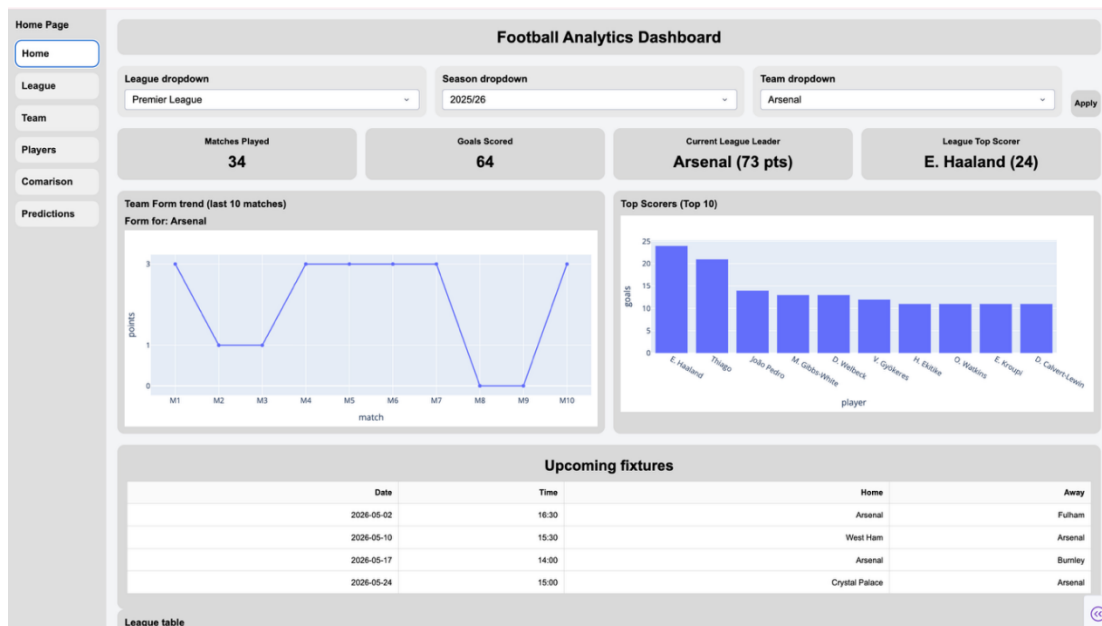 Home Page
Home
League
Team
Players
Comarison
Predictions
Football Analytics Dashboard
League dropdown
Premier League
Season dropdown
2025/26
Team dropdown
Arsenal
Apply
Matches Played
34
Goals Scored
64
Current League Leader
Arsenal (73 pts)
League Top Scorer
E. Haaland (24)
Team Form trend (last 10 matches)
Form for: Arsenal
3
1
0
points
M1 M2 M3 M4 M5 M6 M7 M8 M9 M10
match
Top Scorers (Top 10)
25
20
15
10
5
0
goals
E. Haaland Thiago João Pedro M. Gibbs-White D. Welbeck V. Gyökeres H. Ekitike O. Watkins E. Kroupi D. Calvert-Lewin
player
Upcoming fixtures
Date Time Home Away
2026-05-02 16:30 Arsenal Fulham
2026-05-10 15:30 West Ham Arsenal
2026-05-17 14:00 Arsenal Burnley
2026-05-24 15:00 Crystal Palace Arsenal
League table